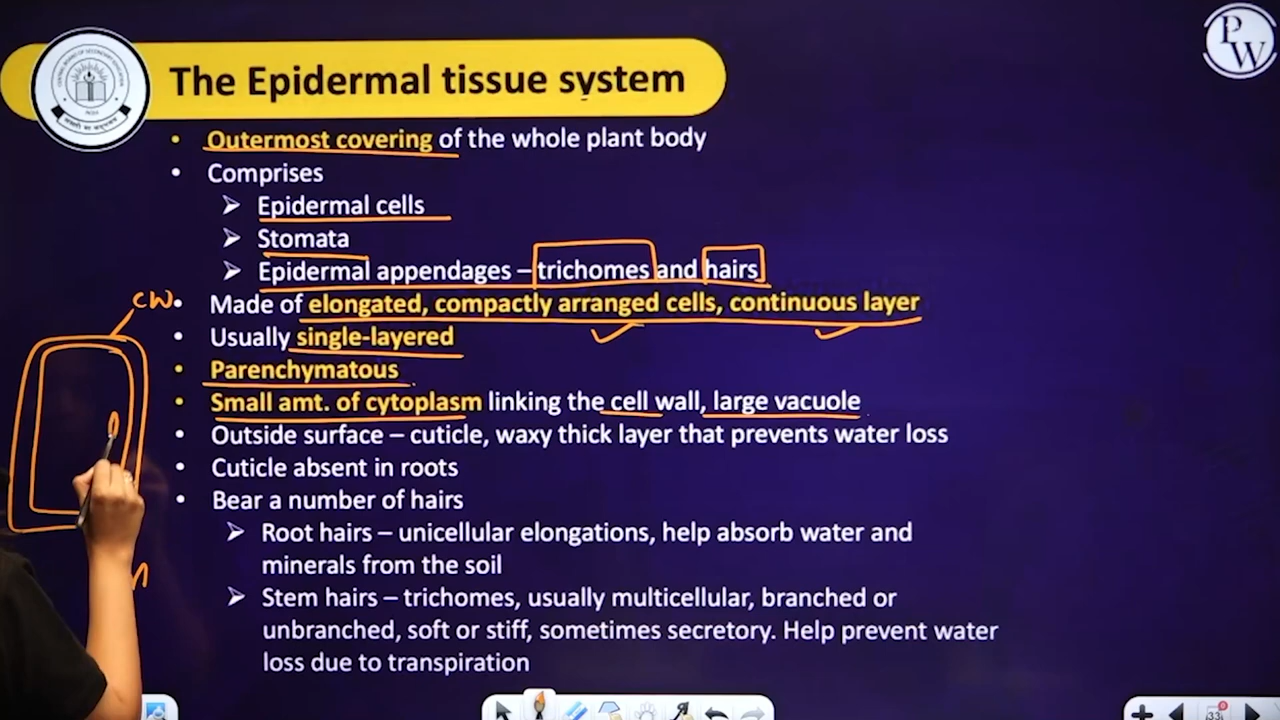 PW
The Epidermal tissue system
• Outermost covering of the whole plant body
• Comprises
➤ Epidermal cells
➤ Stomata
➤ Epidermal appendages – trichomes and hairs
CW
• Made of elongated, compactly arranged cells, continuous layer
• Usually single-layered
• Parenchymatous
• Small amt. of cytoplasm linking the cell wall, large vacuole
• Outside surface – cuticle, waxy thick layer that prevents water loss
• Cuticle absent in roots
• Bear a number of hairs
➤ Root hairs – unicellular elongations, help absorb water and
minerals from the soil
➤ Stem hairs – trichomes, usually multicellular, branched or
unbranched, soft or stiff, sometimes secretory. Help prevent water
loss due to transpiration
33